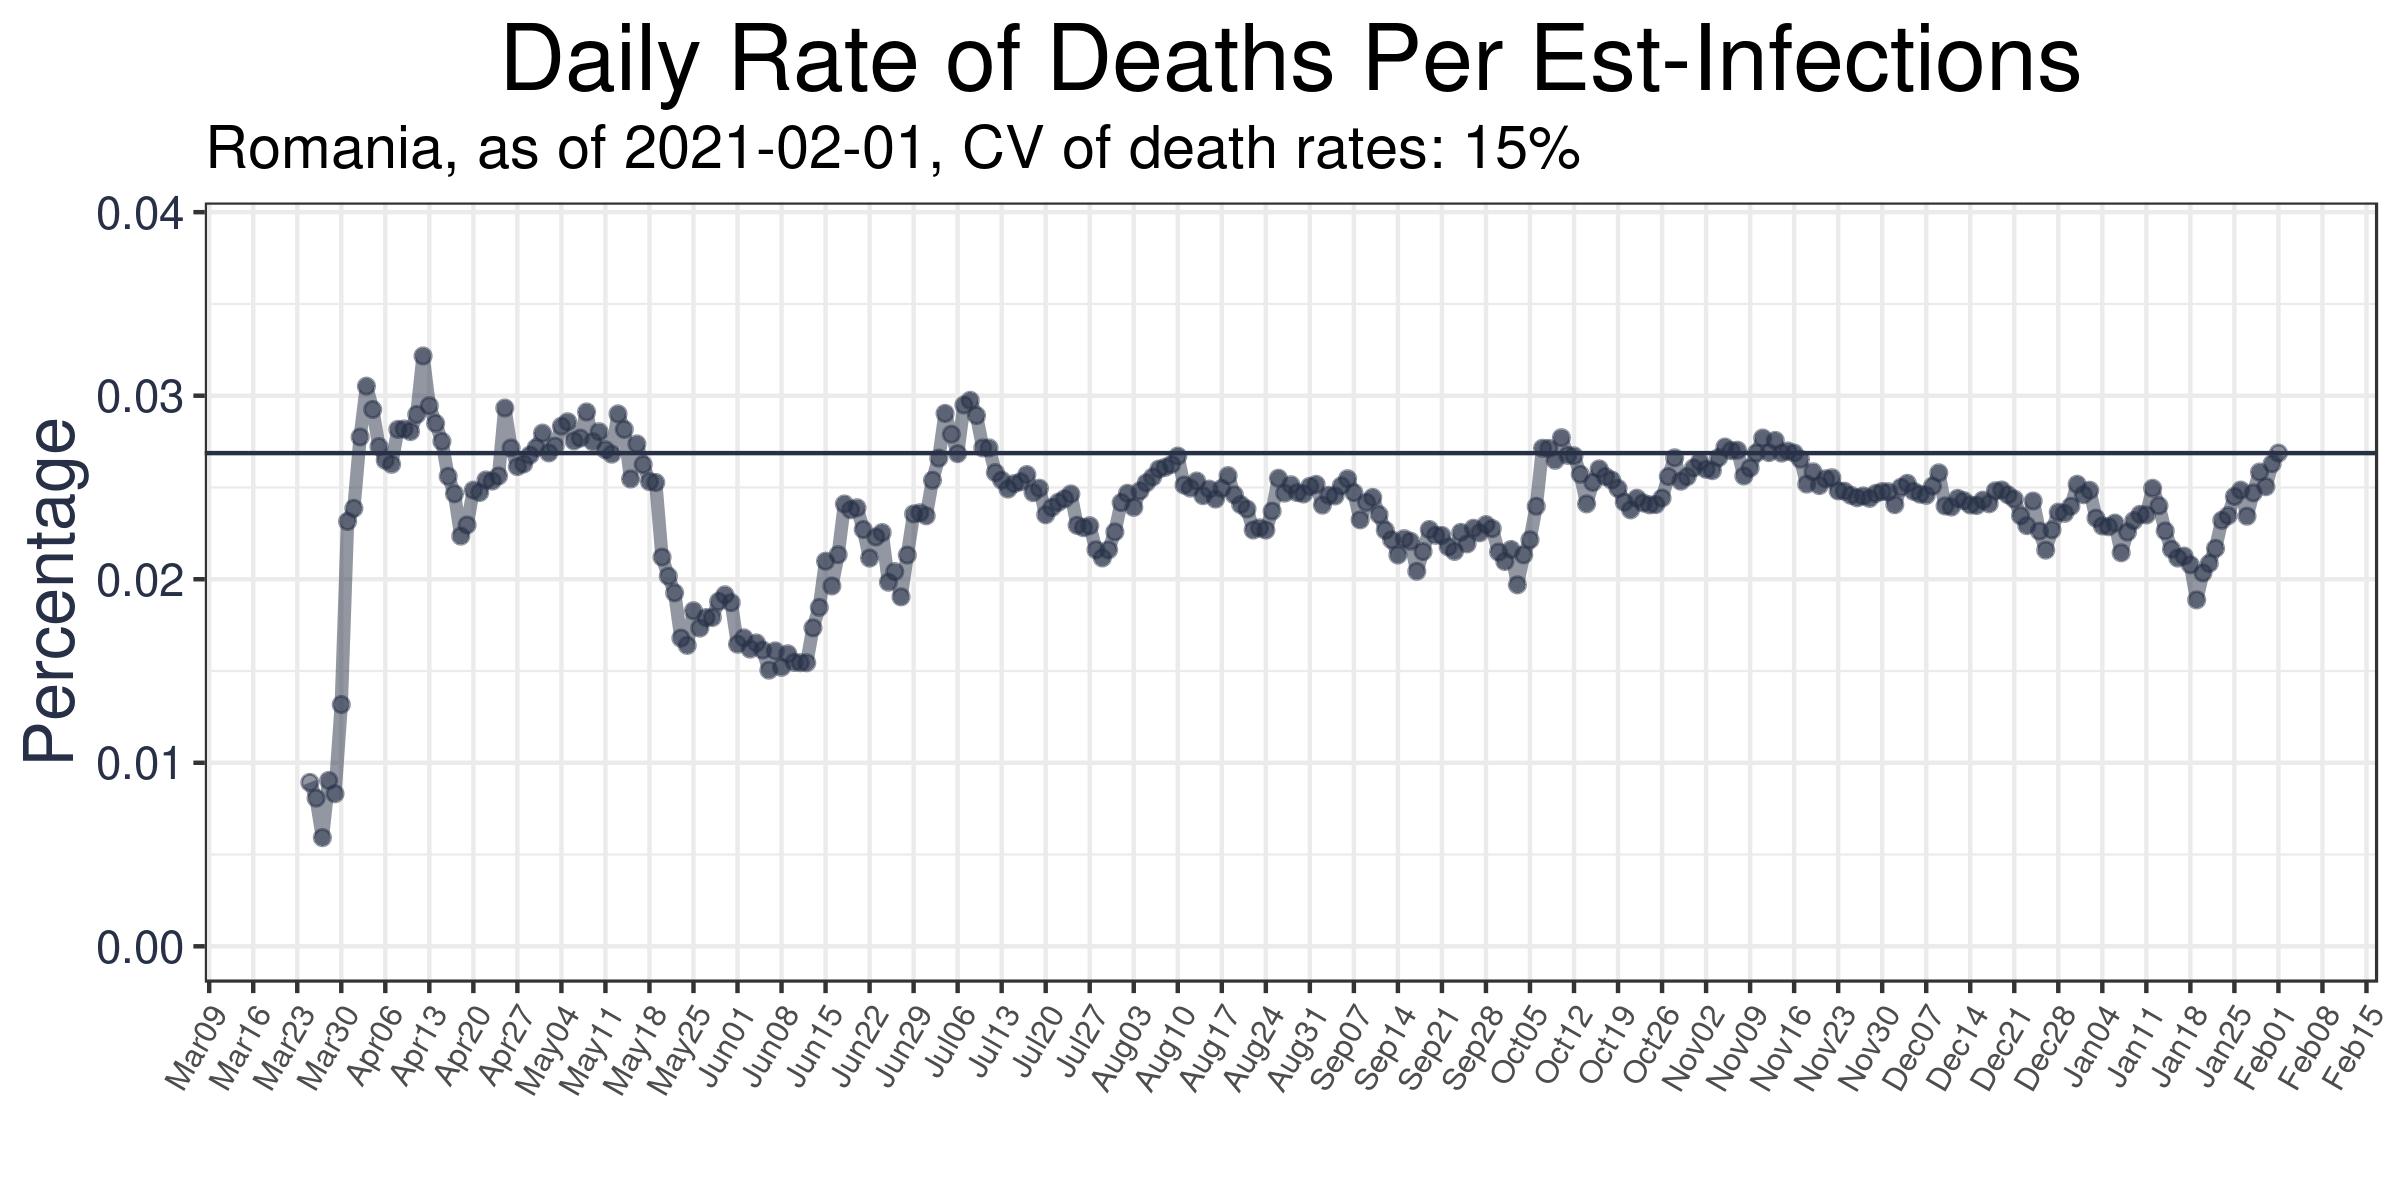 Daily Rate of Deaths Per Est-Infections
Romania, as of 2021-02-01, CV of death rates: 15%
Percentage
0.04
0.03
0.02
0.01
0.00
Mar09
Mar16
Mar23
Mar30
Apr06
Apr13
Apr20
Apr27
May04
May11
May18
May25
Jun01
Jun08
Jun15
Jun22
Jun29
Jul06
Jul13
Jul20
Jul27
Aug03
Aug10
Aug17
Aug24
Aug31
Sep07
Sep14
Sep21
Sep28
Oct05
Oct12
Oct19
Oct26
Nov02
Nov09
Nov16
Nov23
Nov30
Dec07
Dec14
Dec21
Dec28
Jan04
Jan11
Jan18
Jan25
Feb01
Feb08
Feb15